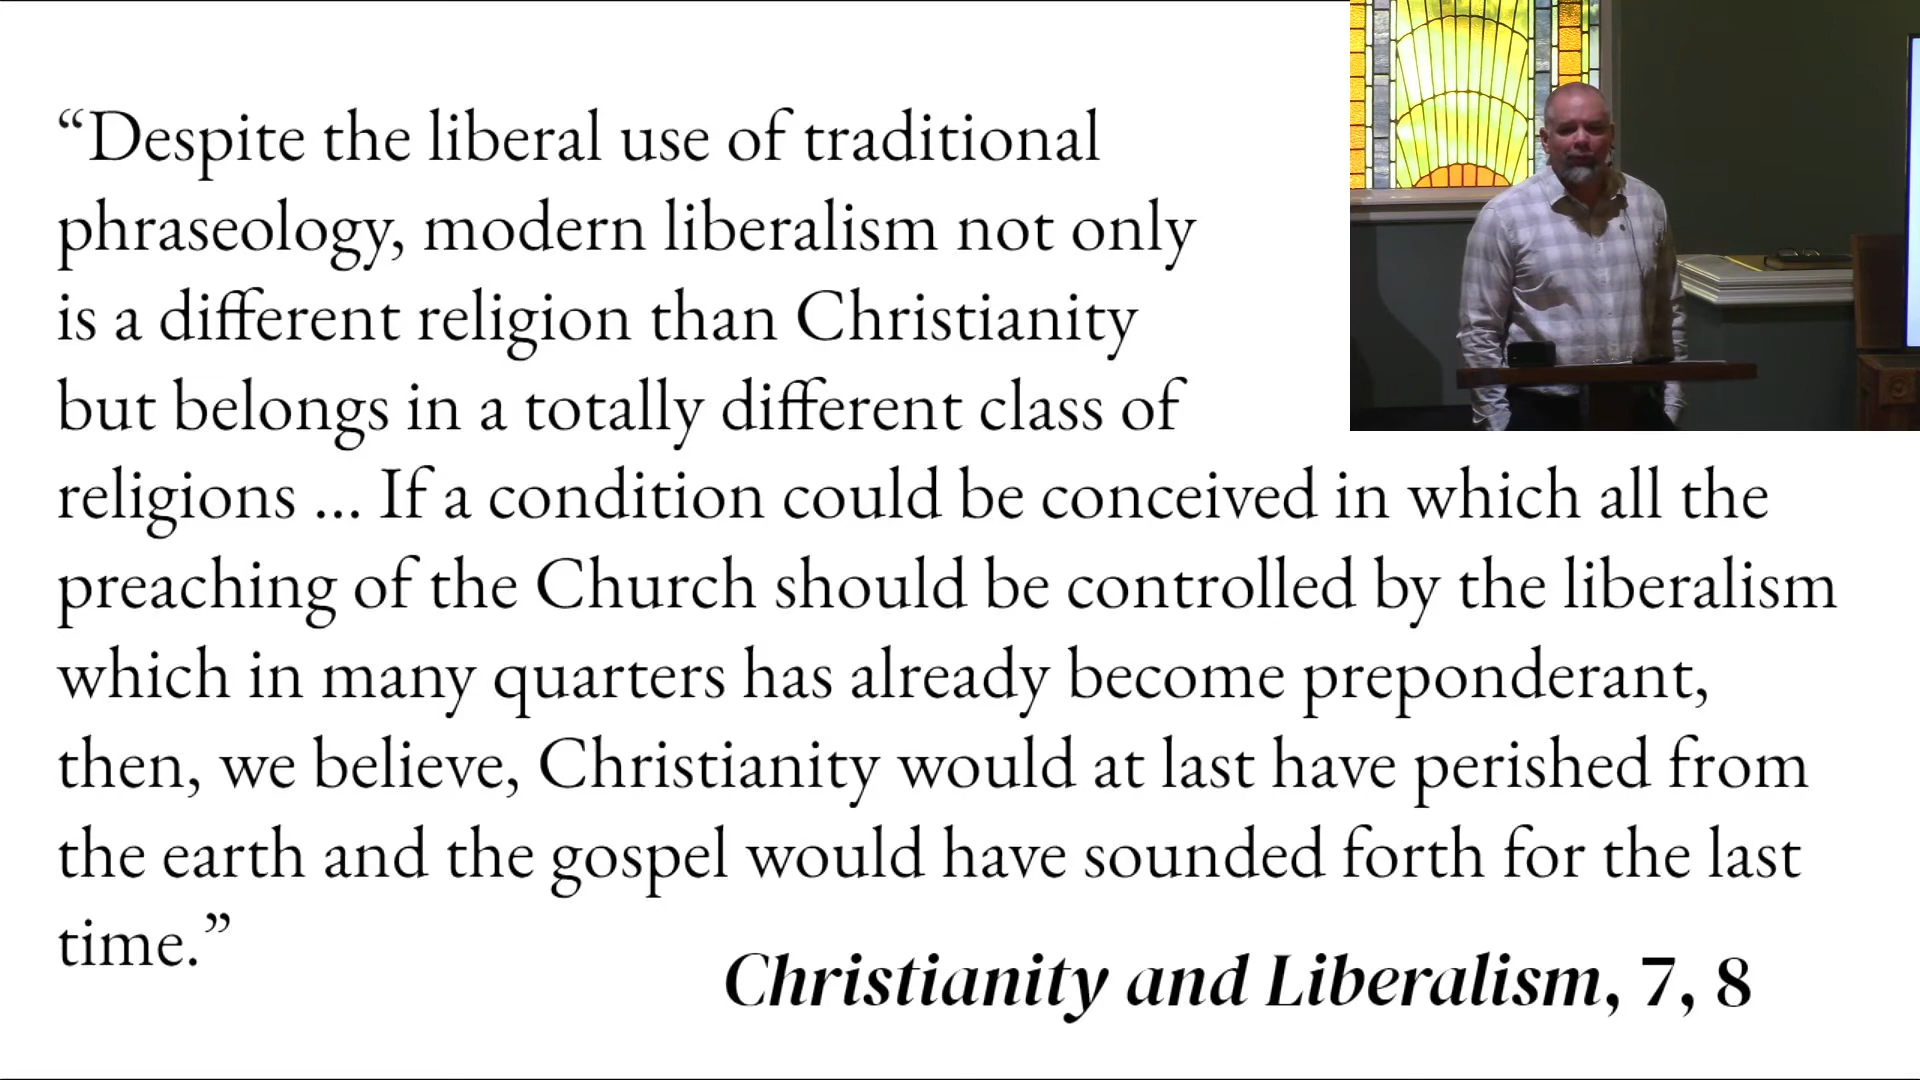 “Despite the liberal use of traditional
phraseology, modern liberalism not only
is a different religion than Christianity
but belongs in a totally different class of
religions ... If a condition could be conceived in which all the
preaching of the Church should be controlled by the liberalism
which in many quarters has already become preponderant,
then, we believe, Christianity would at last have perished from
the earth and the gospel would have sounded forth for the last
time.”
Christianity and Liberalism, 7, 8